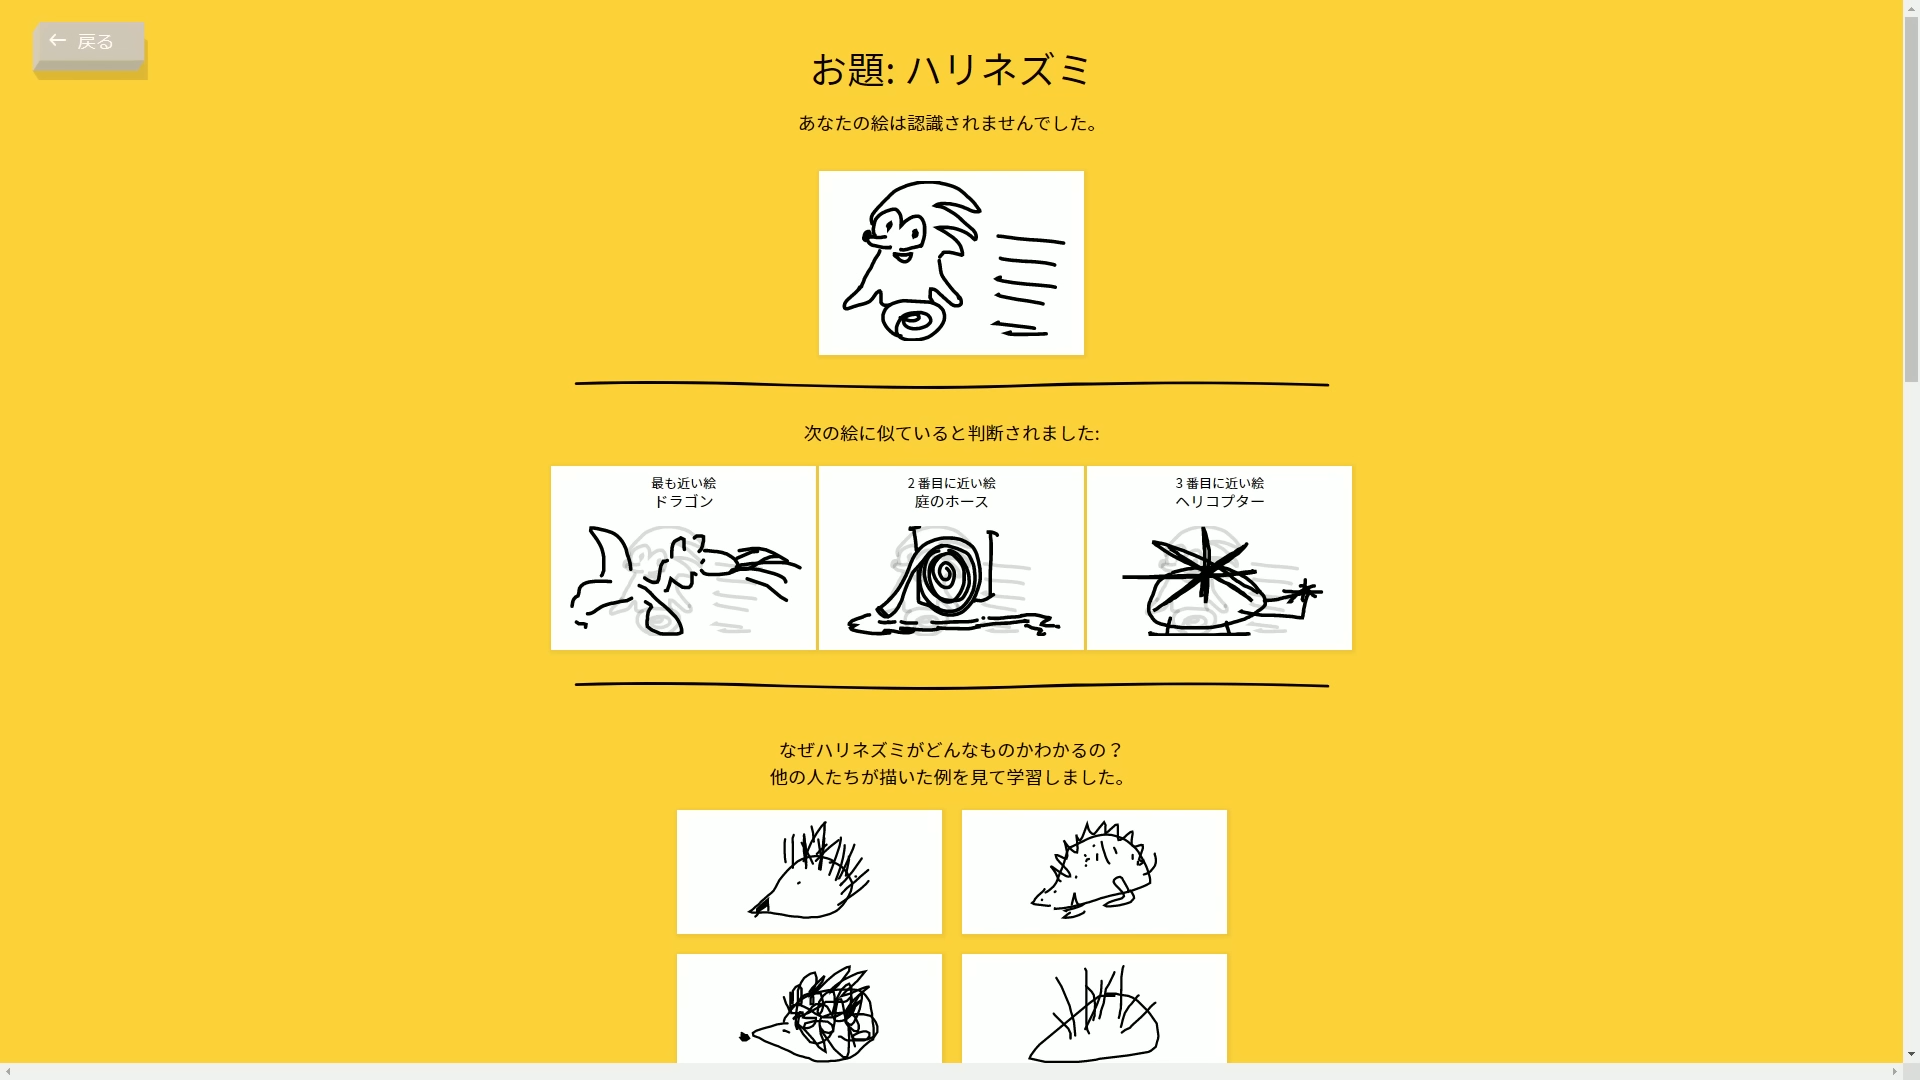 ← 戻る
お題: ハリネズミ
あなたの絵は認識されませんでした。
次の絵に似ていると判断されました:
最も近い絵
ドラゴン
2 番目に近い絵
庭のホース
3 番目に近い絵
ヘリコプター
なぜハリネズミがどんなものかわかるの？
他の人たちが描いた例を見て学習しました。